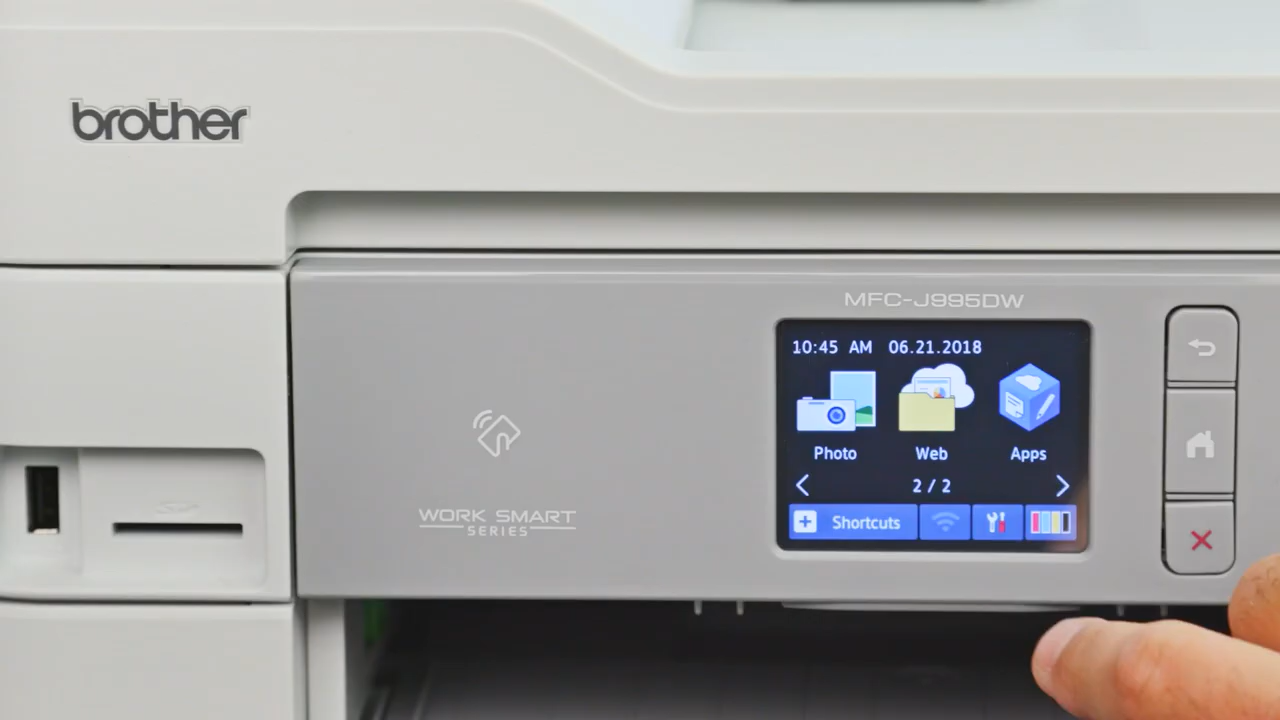 brother
MFC-J995DW
10:45 AM 06.21.2018
Photo Web Apps
2 / 2
Shortcuts
WORK SMART
SERIES